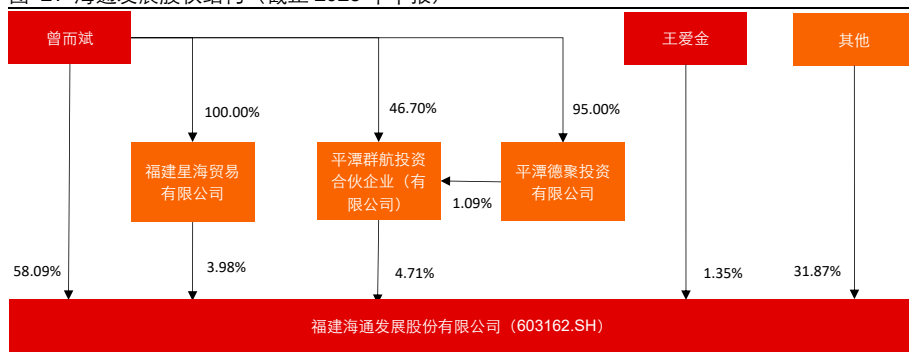 曾而斌
王爱金
其他
100.00%
46.70%
95.00%
福建星海贸易
有限公司
平潭群航投资
合伙企业（有
限公司）
平潭德聚投资
有限公司
1.09%
58.09%
3.98%
4.71%
1.35%
31.87%
福建海通发展股份有限公司（603162.SH）